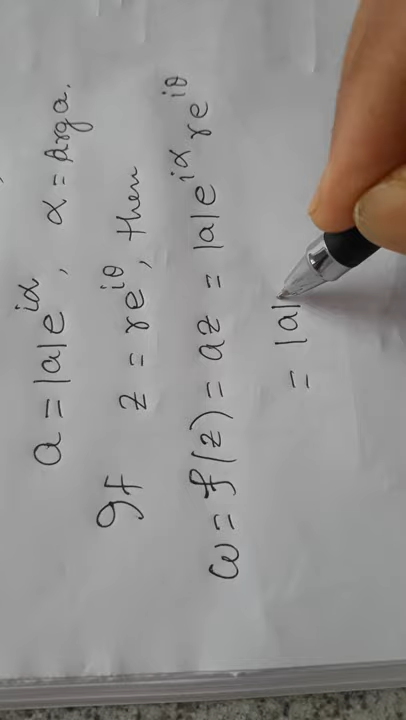 a = |a|e^{iα}, α = Arg a.
If z = re^{iθ}, then
ω = f(z) = az = |a|e^{iα} re^{iθ}
= |a|